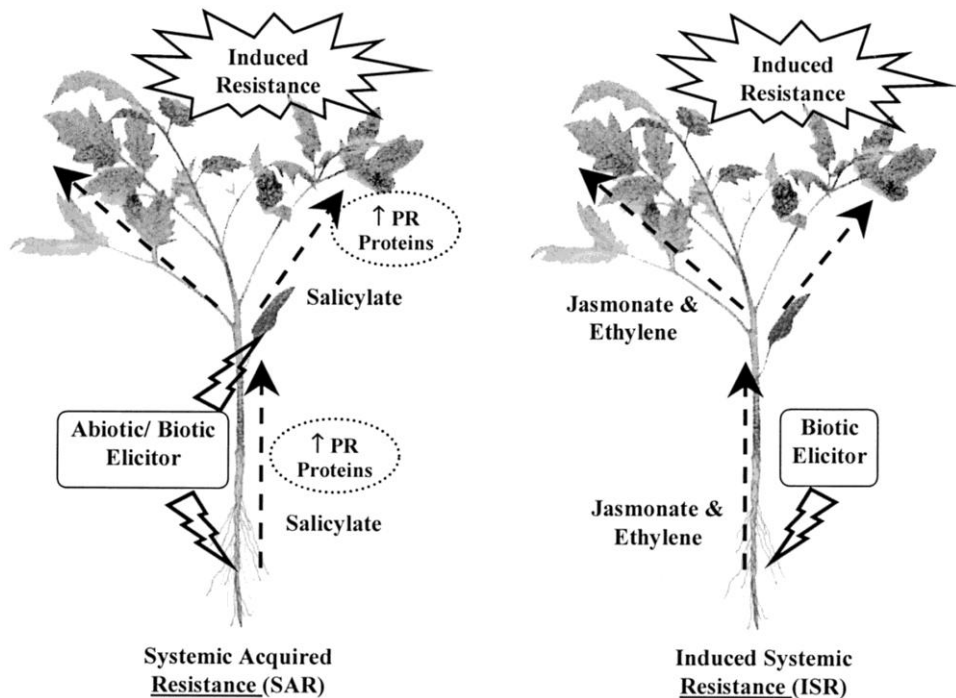 Induced
Resistance
↑ PR
Proteins
Salicylate
Abiotic/ Biotic
Elicitor
↑ PR
Proteins
Salicylate
Systemic Acquired
Resistance (SAR)
Induced
Resistance
Jasmonate &
Ethylene
Biotic
Elicitor
Jasmonate &
Ethylene
Induced Systemic
Resistance (ISR)